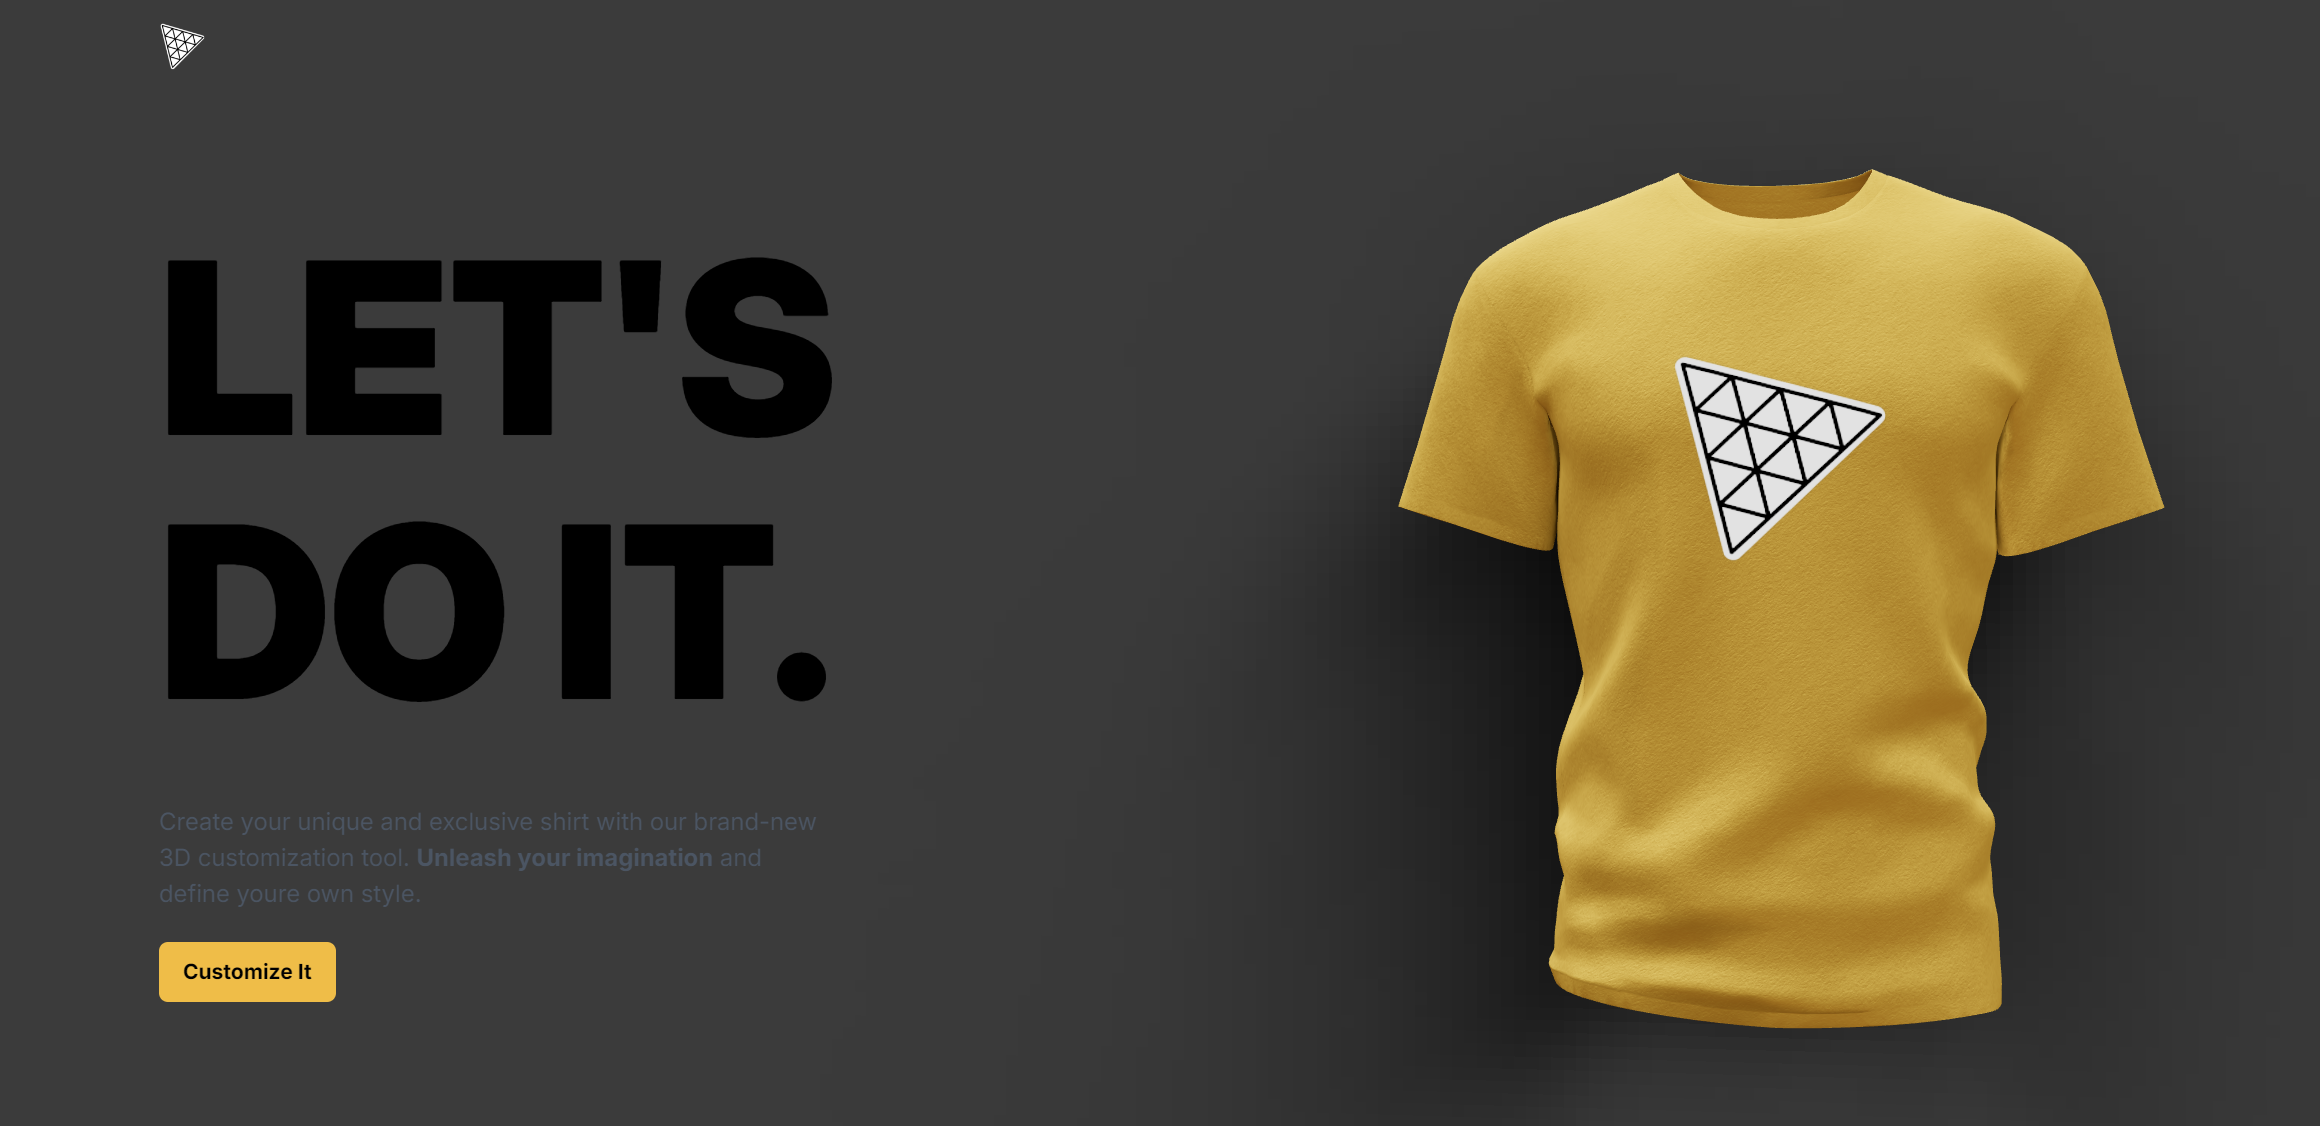 LET'S
DO IT.
Create your unique and exclusive shirt with our brand-new
3D customization tool. Unleash your imagination and
define youre own style.
Customize It